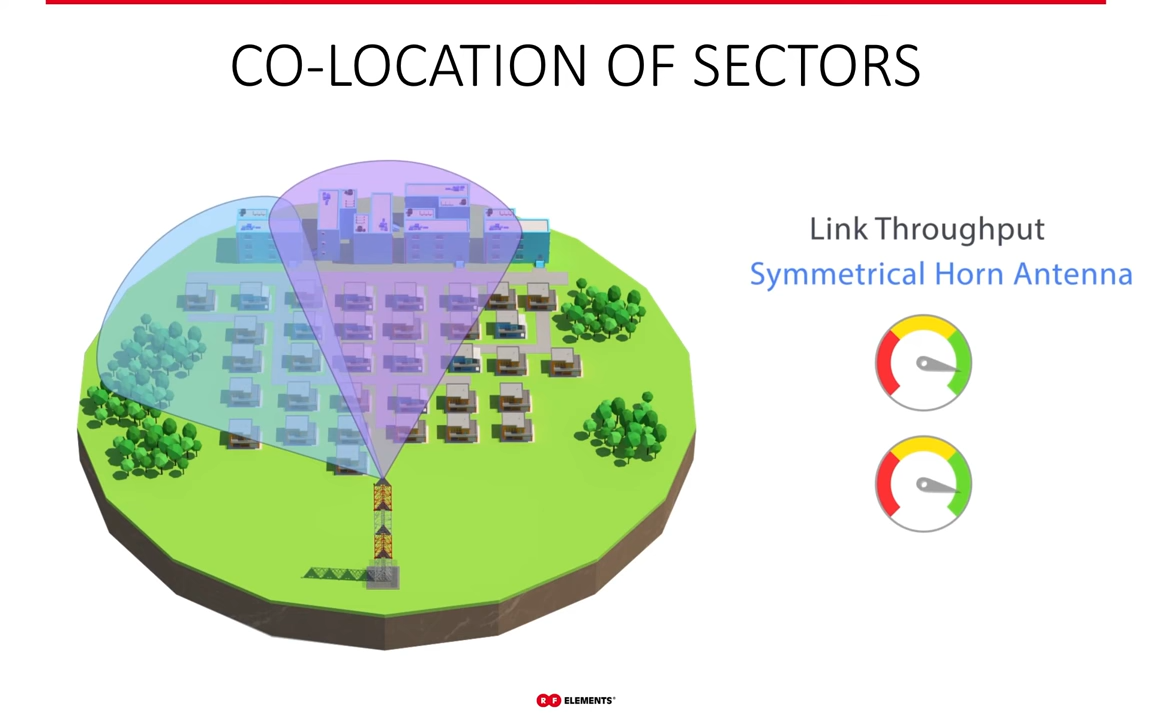 CO-LOCATION OF SECTORS
Link Throughput
Symmetrical Horn Antenna
RF ELEMENTS®